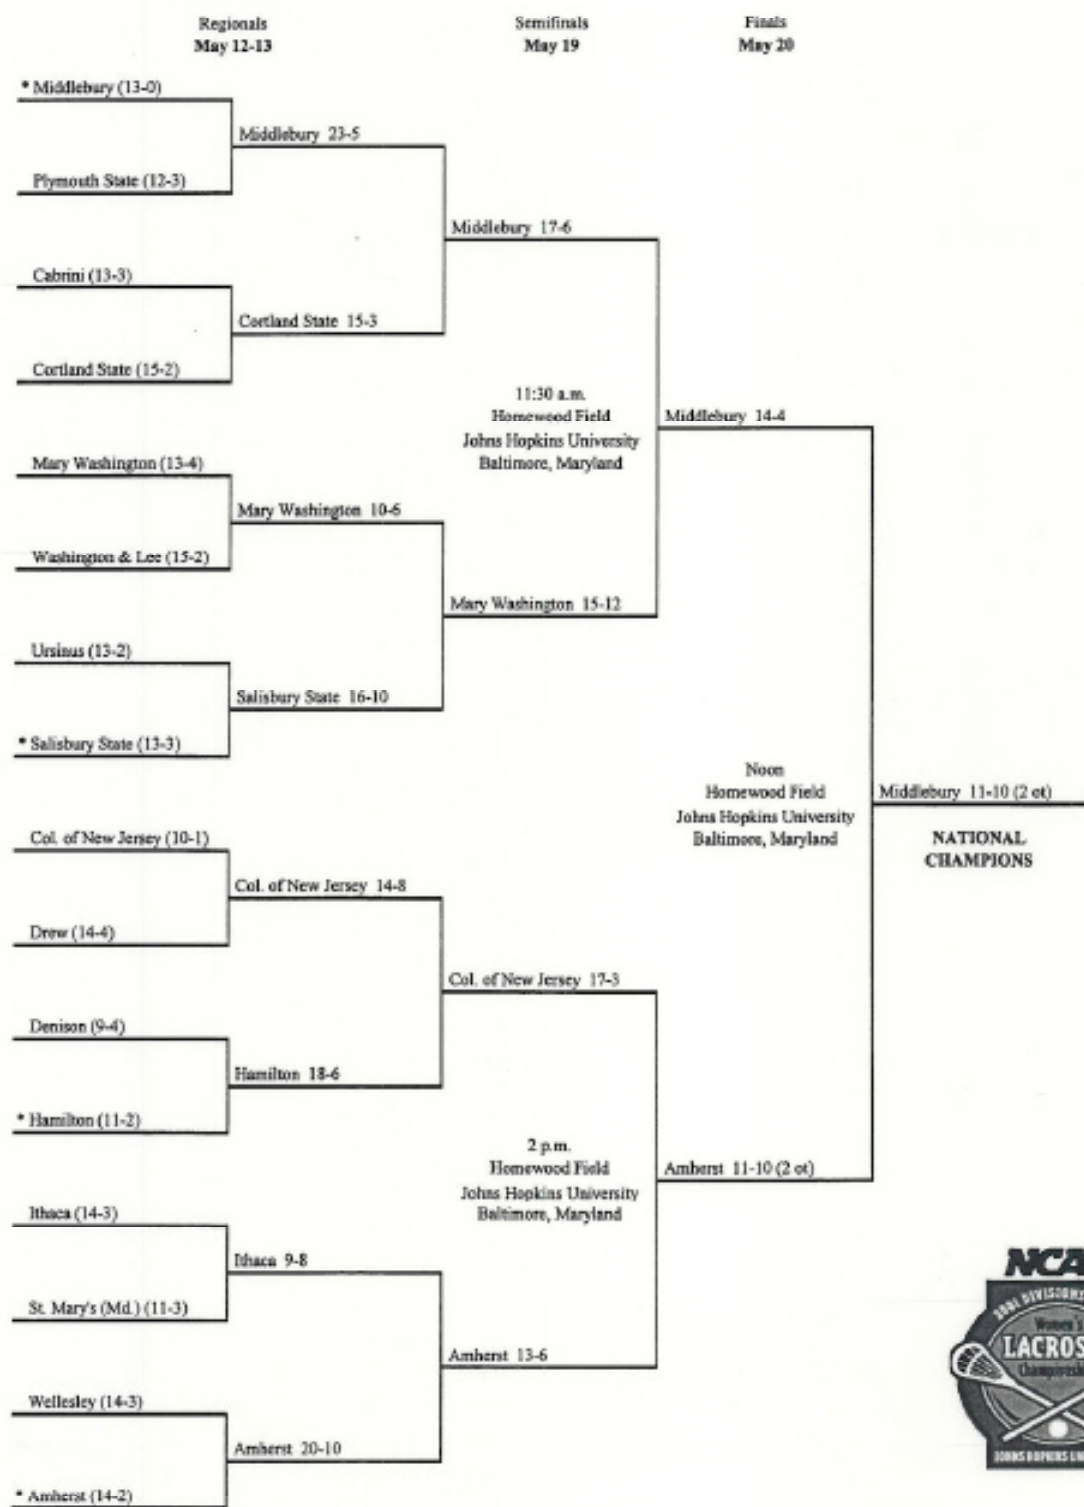 Regionals
May 12-13
Semifinals
May 19
Finals
May 20
* Middlebury (13-0)
Middlebury 23-5
Plymouth State (12-3)
Middlebury 17-6
Cabrini (13-3)
Cortland State 15-3
Cortland State (15-2)
11:30 a.m.
Homewood Field
Johns Hopkins University
Baltimore, Maryland
Middlebury 14-4
Mary Washington (13-4)
Mary Washington 10-6
Washington & Lee (15-2)
Mary Washington 15-12
Ursinus (13-2)
Salisbury State 16-10
* Salisbury State (13-3)
Noon
Homewood Field
Johns Hopkins University
Baltimore, Maryland
Middlebury 11-10 (2 ot)
NATIONAL
CHAMPIONS
Col. of New Jersey (10-1)
Col. of New Jersey 14-8
Drew (14-4)
Col. of New Jersey 17-3
Denison (9-4)
Hamilton 18-6
* Hamilton (11-2)
2 p.m.
Homewood Field
Johns Hopkins University
Baltimore, Maryland
Amherst 11-10 (2 ot)
Ithaca (14-3)
Ithaca 9-8
St. Mary's (Md.) (11-3)
Amherst 13-6
Wellesley (14-3)
Amherst 20-10
* Amherst (14-2)
NCA
2001 DIVISIONS
Women's
LACROS
JOHNS HOPKINS